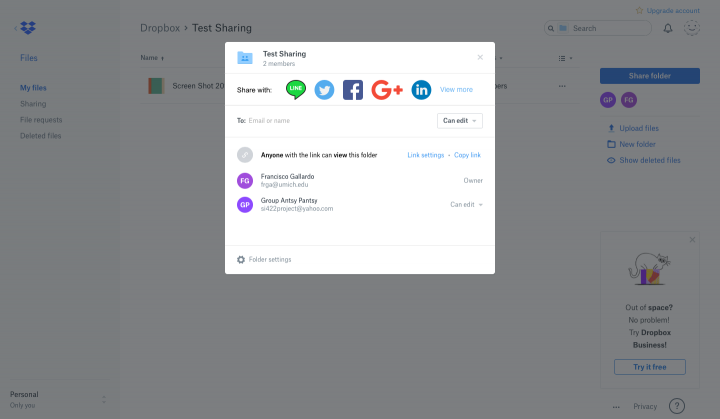 Upgrade account
Dropbox > Test Sharing
Search
Files
My files
Sharing
File requests
Deleted files
Name ↑
Screen Shot 20
bers
Test Sharing
2 members
Share with:
LINE
G+
in
View more
To: Email or name
Can edit
Anyone with the link can view this folder
Link settings • Copy link
FG
Francisco Gallardo
frga@umich.edu
Owner
GP
Group Antsy Pantsy
si422project@yahoo.com
Can edit
Folder settings
Share folder
GP FG
Upload files
New folder
Show deleted files
Out of space?
No problem!
Try Dropbox
Business!
Try it free
Personal
Only you
Privacy
?